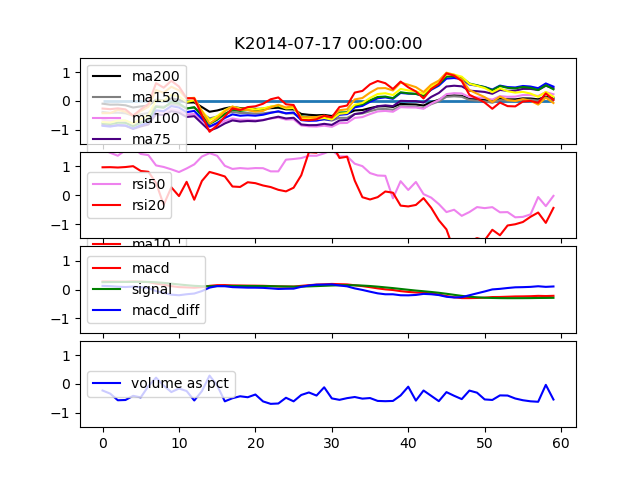 K2014-07-17 00:00:00
1
0
−1
ma200
ma150
ma100
ma75
1
0
−1
rsi50
rsi20
ma10
1
0
−1
macd
signal
macd_diff
1
0
−1
volume as pct
0 10 20 30 40 50 60